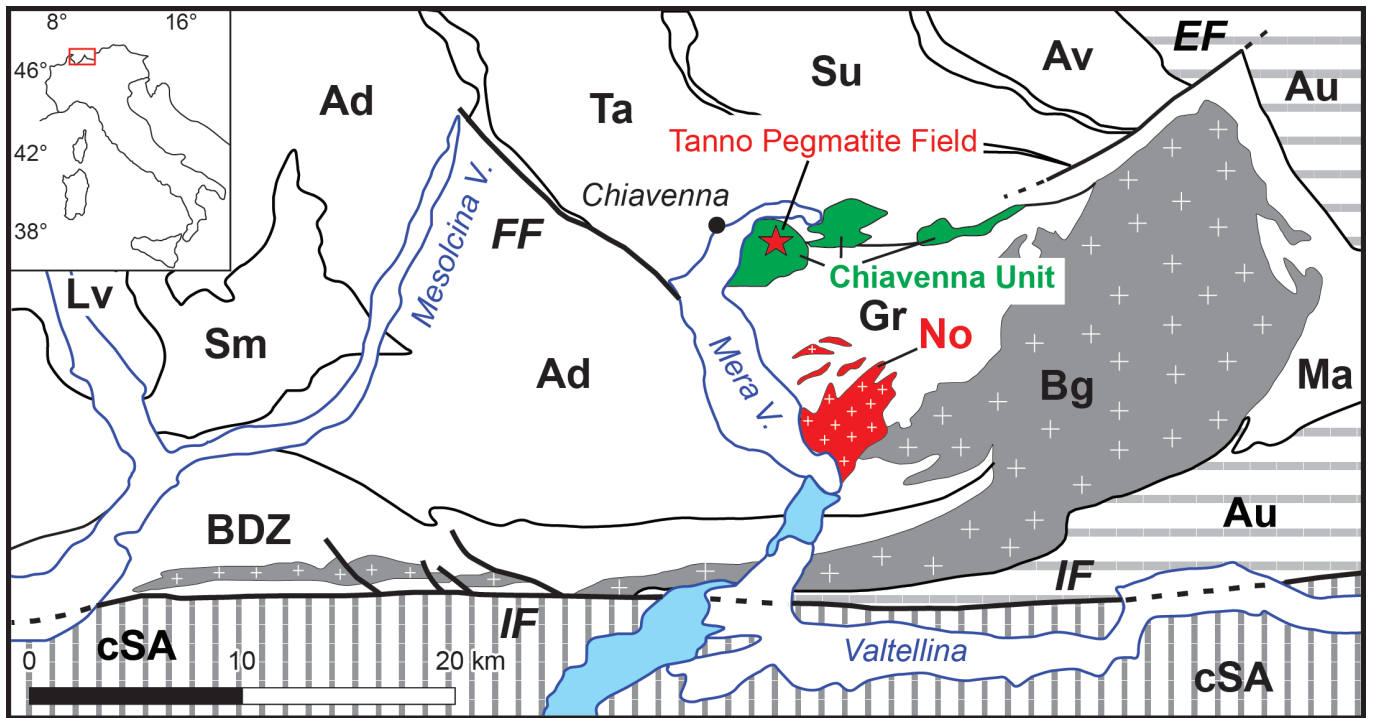 8°
16°
46°
42°
38°
EF
Av
Su
Au
Ad
Ta
Tanno Pegmatite Field
Chiavenna
Mesolcina V.
FF
Chiavenna Unit
Lv
Sm
Gr
No
Mera V.
Ad
Bg
Ma
BDZ
Au
IF
IF
cSA
Valtellina
cSA
0
10
20 km